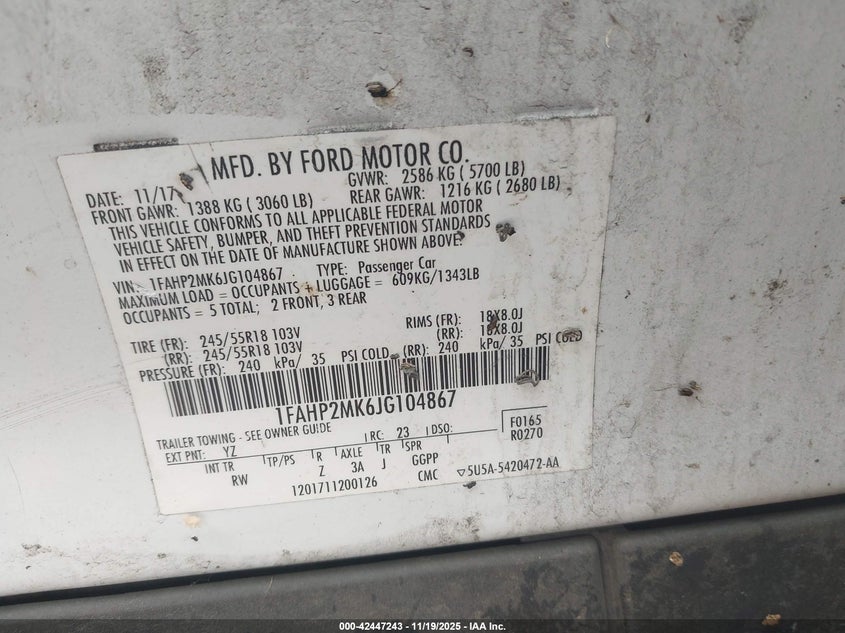 MFD. BY FORD MOTOR CO.
DATE: 11/17 GVWR: 2586 KG ( 5700 LB)
FRONT GAWR: 1388 KG ( 3060 LB) REAR GAWR: 1216 KG ( 2680 LB)
THIS VEHICLE CONFORMS TO ALL APPLICABLE FEDERAL MOTOR
VEHICLE SAFETY, BUMPER, AND THEFT PREVENTION STANDARDS
IN EFFECT ON THE DATE OF MANUFACTURE SHOWN ABOVE.
VIN: 1FAHP2MK6JG104867 TYPE: Passenger Car
MAXIMUM LOAD = OCCUPANTS + LUGGAGE = 609KG/1343LB
OCCUPANTS = 5 TOTAL; 2 FRONT, 3 REAR
TIRE (FR): 245/55R18 103V RIMS (FR): 18X8.0J
(RR): 245/55R18 103V (RR): 18X8.0J
PRESSURE (FR): 240 kPa/ 35 PSI COLD (RR): 240 kPa/ 35 PSI COLD
1FAHP2MK6JG104867
TRAILER TOWING - SEE OWNER GUIDE
EXT PNT: YZ RC: 23 DSO: F0165
R0270
INT TR TP/PS R AXLE TR SPR
RW Z 3A J GGPP
1201711200126 CMC ▽5U5A-5420472-AA
000-42447243 - 11/19/2025 - IAA Inc.